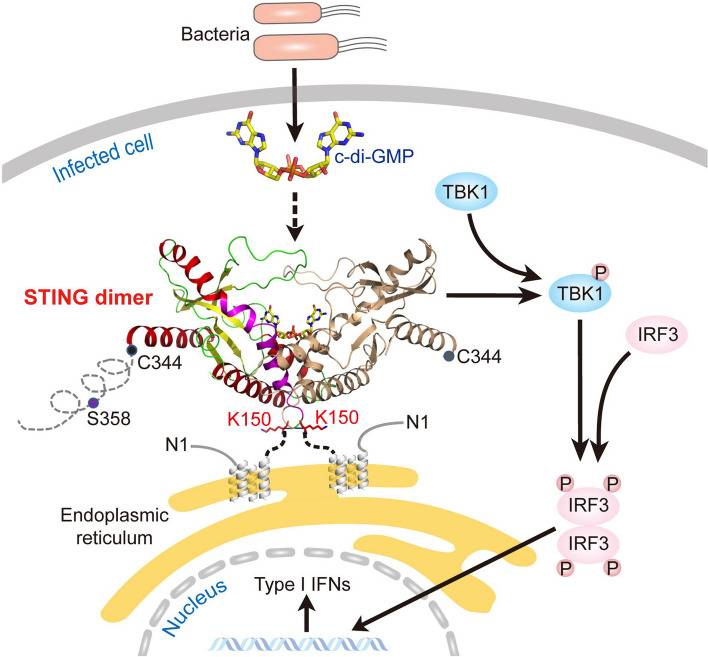 Bacteria
Infected cell
c-di-GMP
TBK1
P
TBK1
STING dimer
IRF3
C344
C344
S358
K150
K150
N1
N1
P
P
IRF3
IRF3
P
P
Endoplasmic
reticulum
Type I IFNs
Nucleus